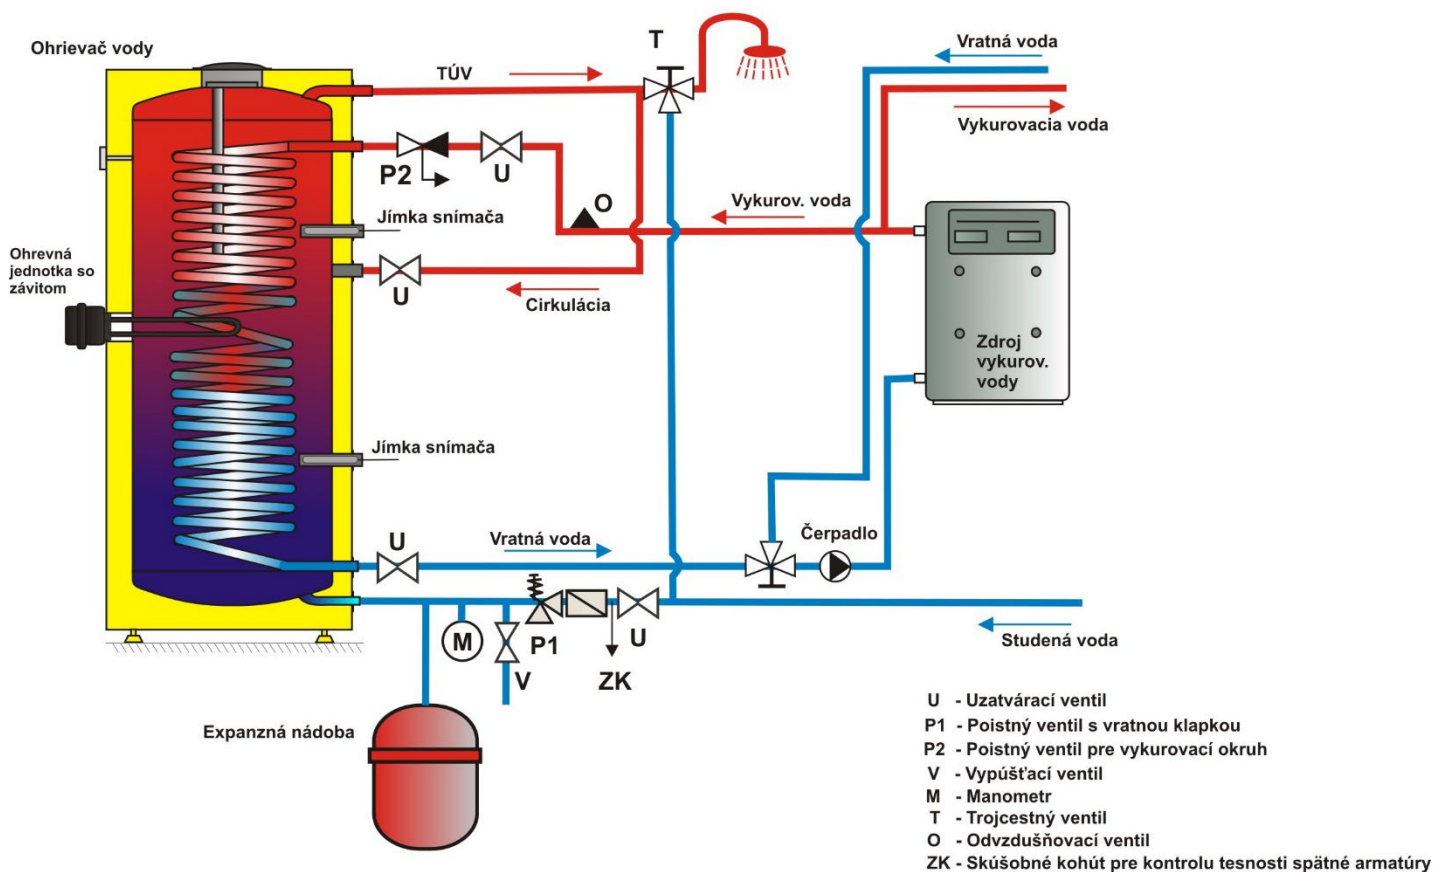 Ohrievač vody
TÚV
T
Vratná voda
Vykurovacia voda
P2
U
O
Vykurov. voda
Jímka snímača
Ohrevná
jednotka so
závitom
U
Cirkulácia
Zdroj
vykurov.
vody
Jímka snímača
U
Vratná voda
Čerpadlo
M
V
P1
ZK
U
Studená voda
Expanzná nádoba
U - Uzatvárací ventil
P1 - Poistný ventil s vratnou klapkou
P2 - Poistný ventil pre vykurovací okruh
V - Vypúšťací ventil
M - Manometr
T - Trojcestný ventil
O - Odvzdušňovací ventil
ZK - Skúšobné kohút pre kontrolu tesnosti spätné armatúry